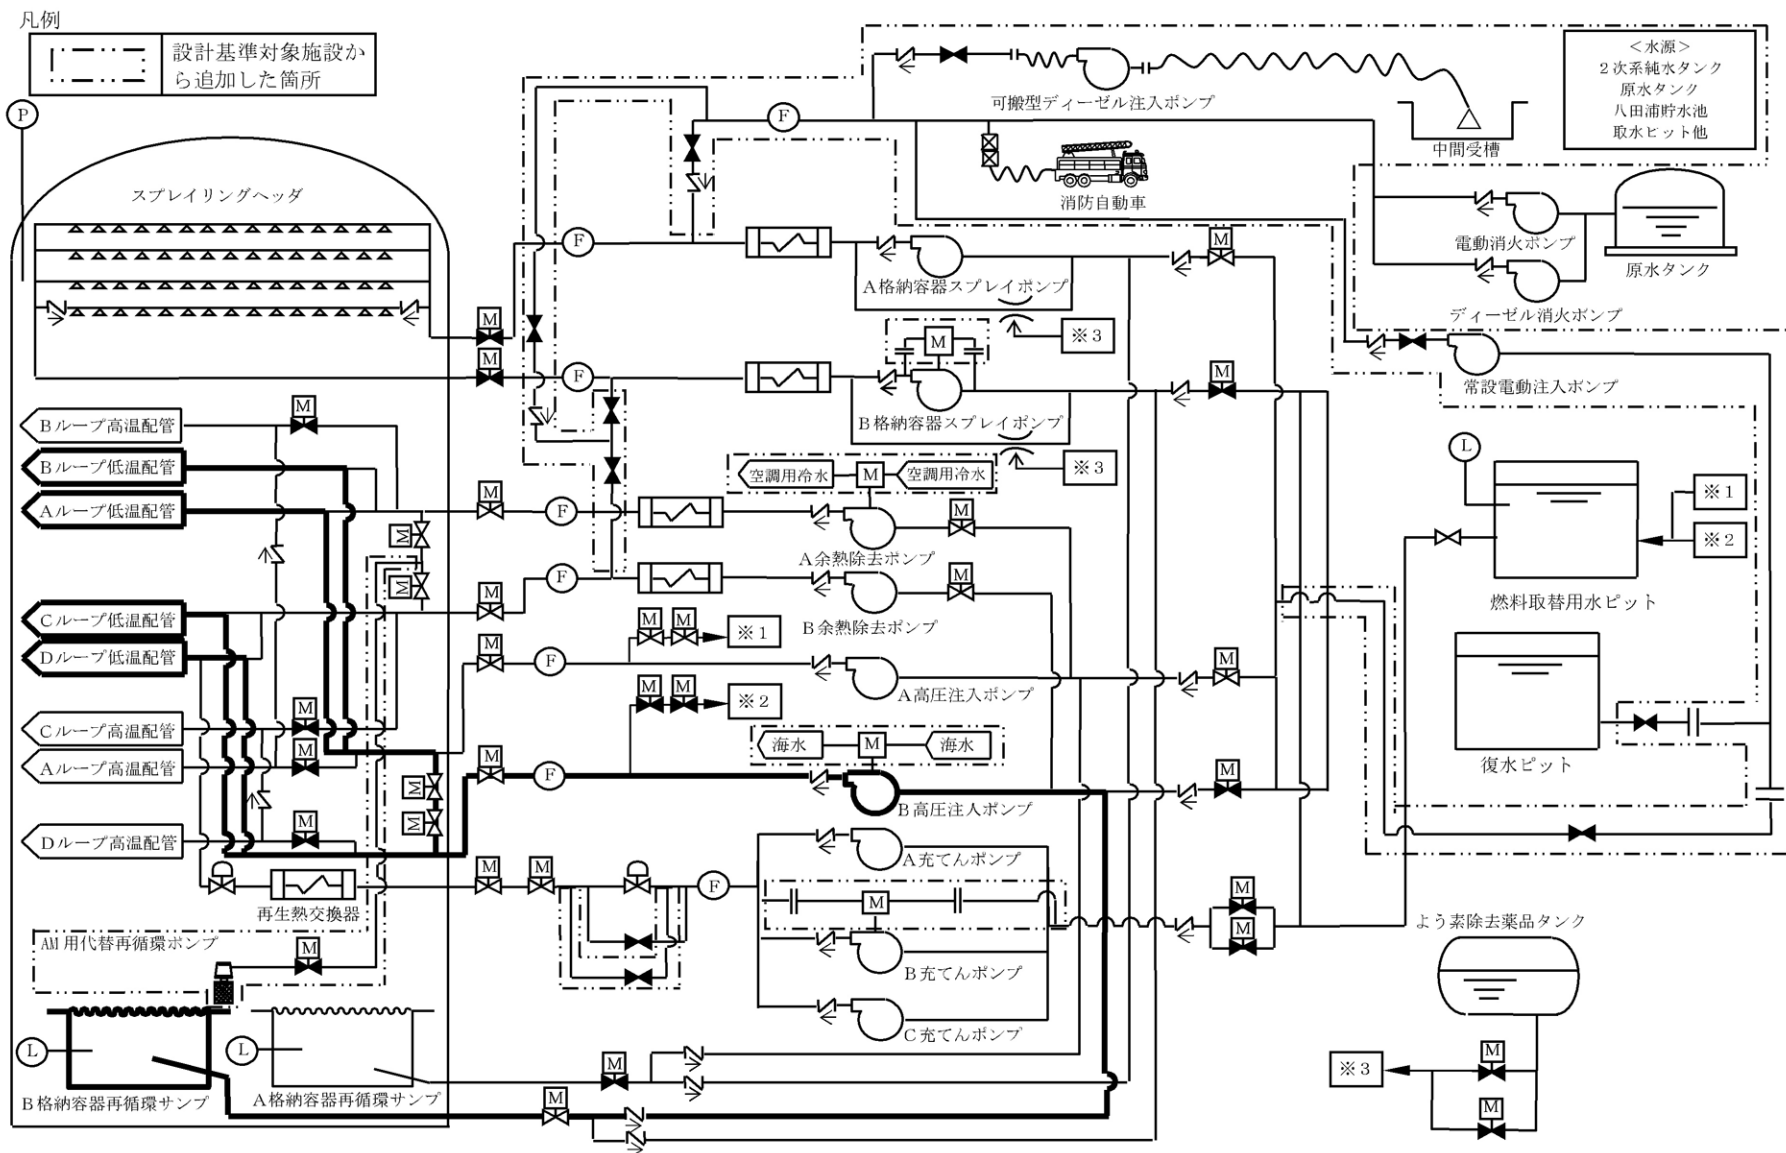 凡例
設計基準対象施設か
ら追加した箇所
P
スプレイリングヘッダ
可搬型ディーゼル注入ポンプ
F
消防自動車
中間受槽
<水源>
2次系純水タンク
原水タンク
八田浦貯水池
取水ピット他
電動消火ポンプ
原水タンク
ディーゼル消火ポンプ
常設電動注入ポンプ
F
A格納容器スプレイポンプ
M
※3
M
M
F
M
B格納容器スプレイポンプ
M
※3
Bループ高温配管
M
Bループ低温配管
Aループ低温配管
M
M
F
空調用冷水
M
空調用冷水
A余熱除去ポンプ
M
L
※1
※2
燃料取替用水ピット
M
Cループ低温配管
Dループ低温配管
M
F
B余熱除去ポンプ
M
M
M
※1
M
F
A高圧注入ポンプ
M
M
M
※2
復水ピット
Cループ高温配管
M
Aループ高温配管
M
海水
M
海水
M
F
B高圧注人ポンプ
M
M
M
Dループ高温配管
M
A充てんポンプ
再生熱交換器
M
M
F
M
B充てんポンプ
M
M
C充てんポンプ
よう素除去薬品タンク
AM用代替再循環ポンプ
M
L
B格納容器再循環サンプ
L
A格納容器再循環サンプ
M
M
※3
M
M